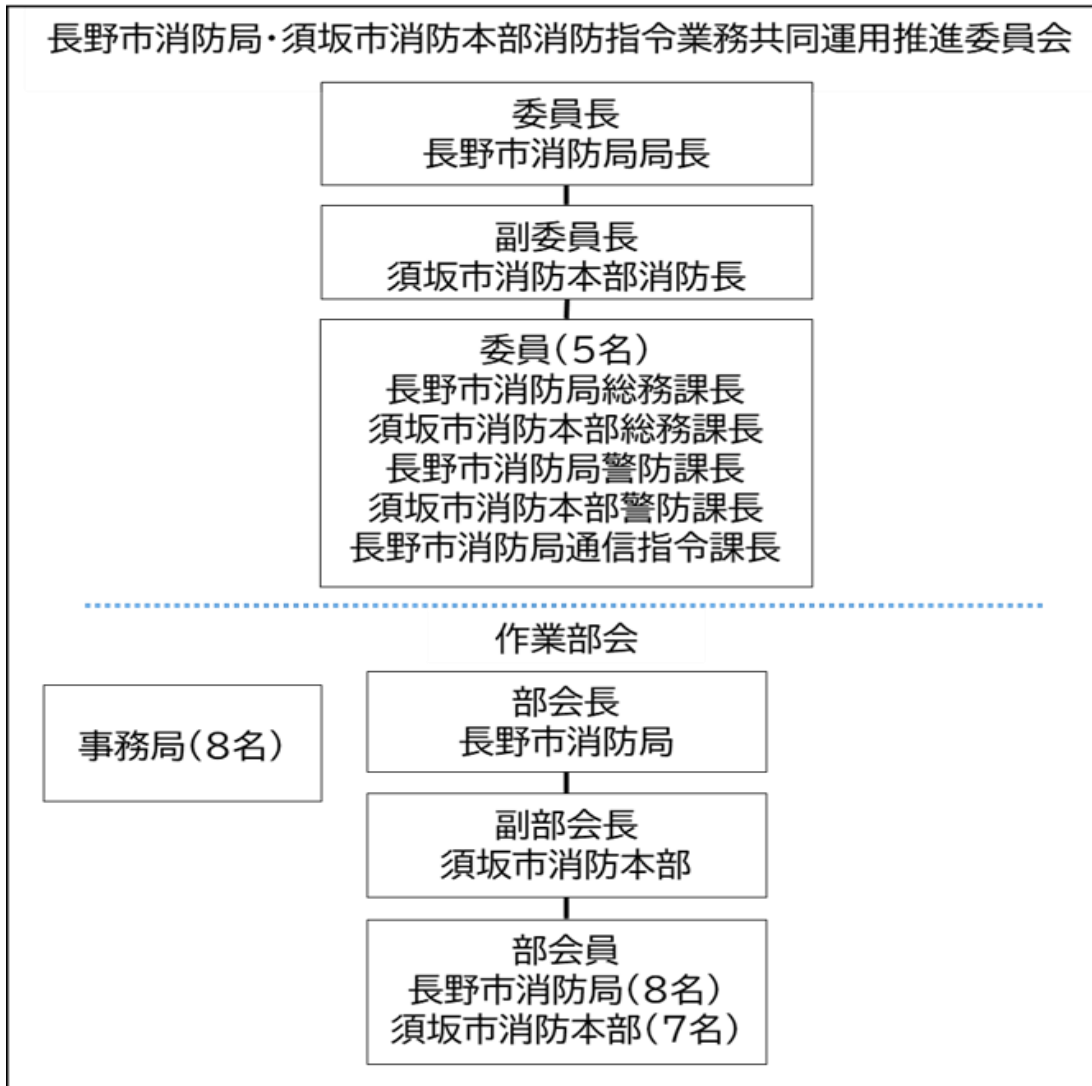 長野市消防局・須坂市消防本部消防指令業務共同運用推進委員会
委員長
長野市消防局局長
副委員長
須坂市消防本部消防長
委員(5名)
長野市消防局総務課長
須坂市消防本部総務課長
長野市消防局警防課長
須坂市消防本部警防課長
長野市消防局通信指令課長
作業部会
事務局(8名)
部会長
長野市消防局
副部会長
須坂市消防本部
部会員
長野市消防局(8名)
須坂市消防本部(7名)